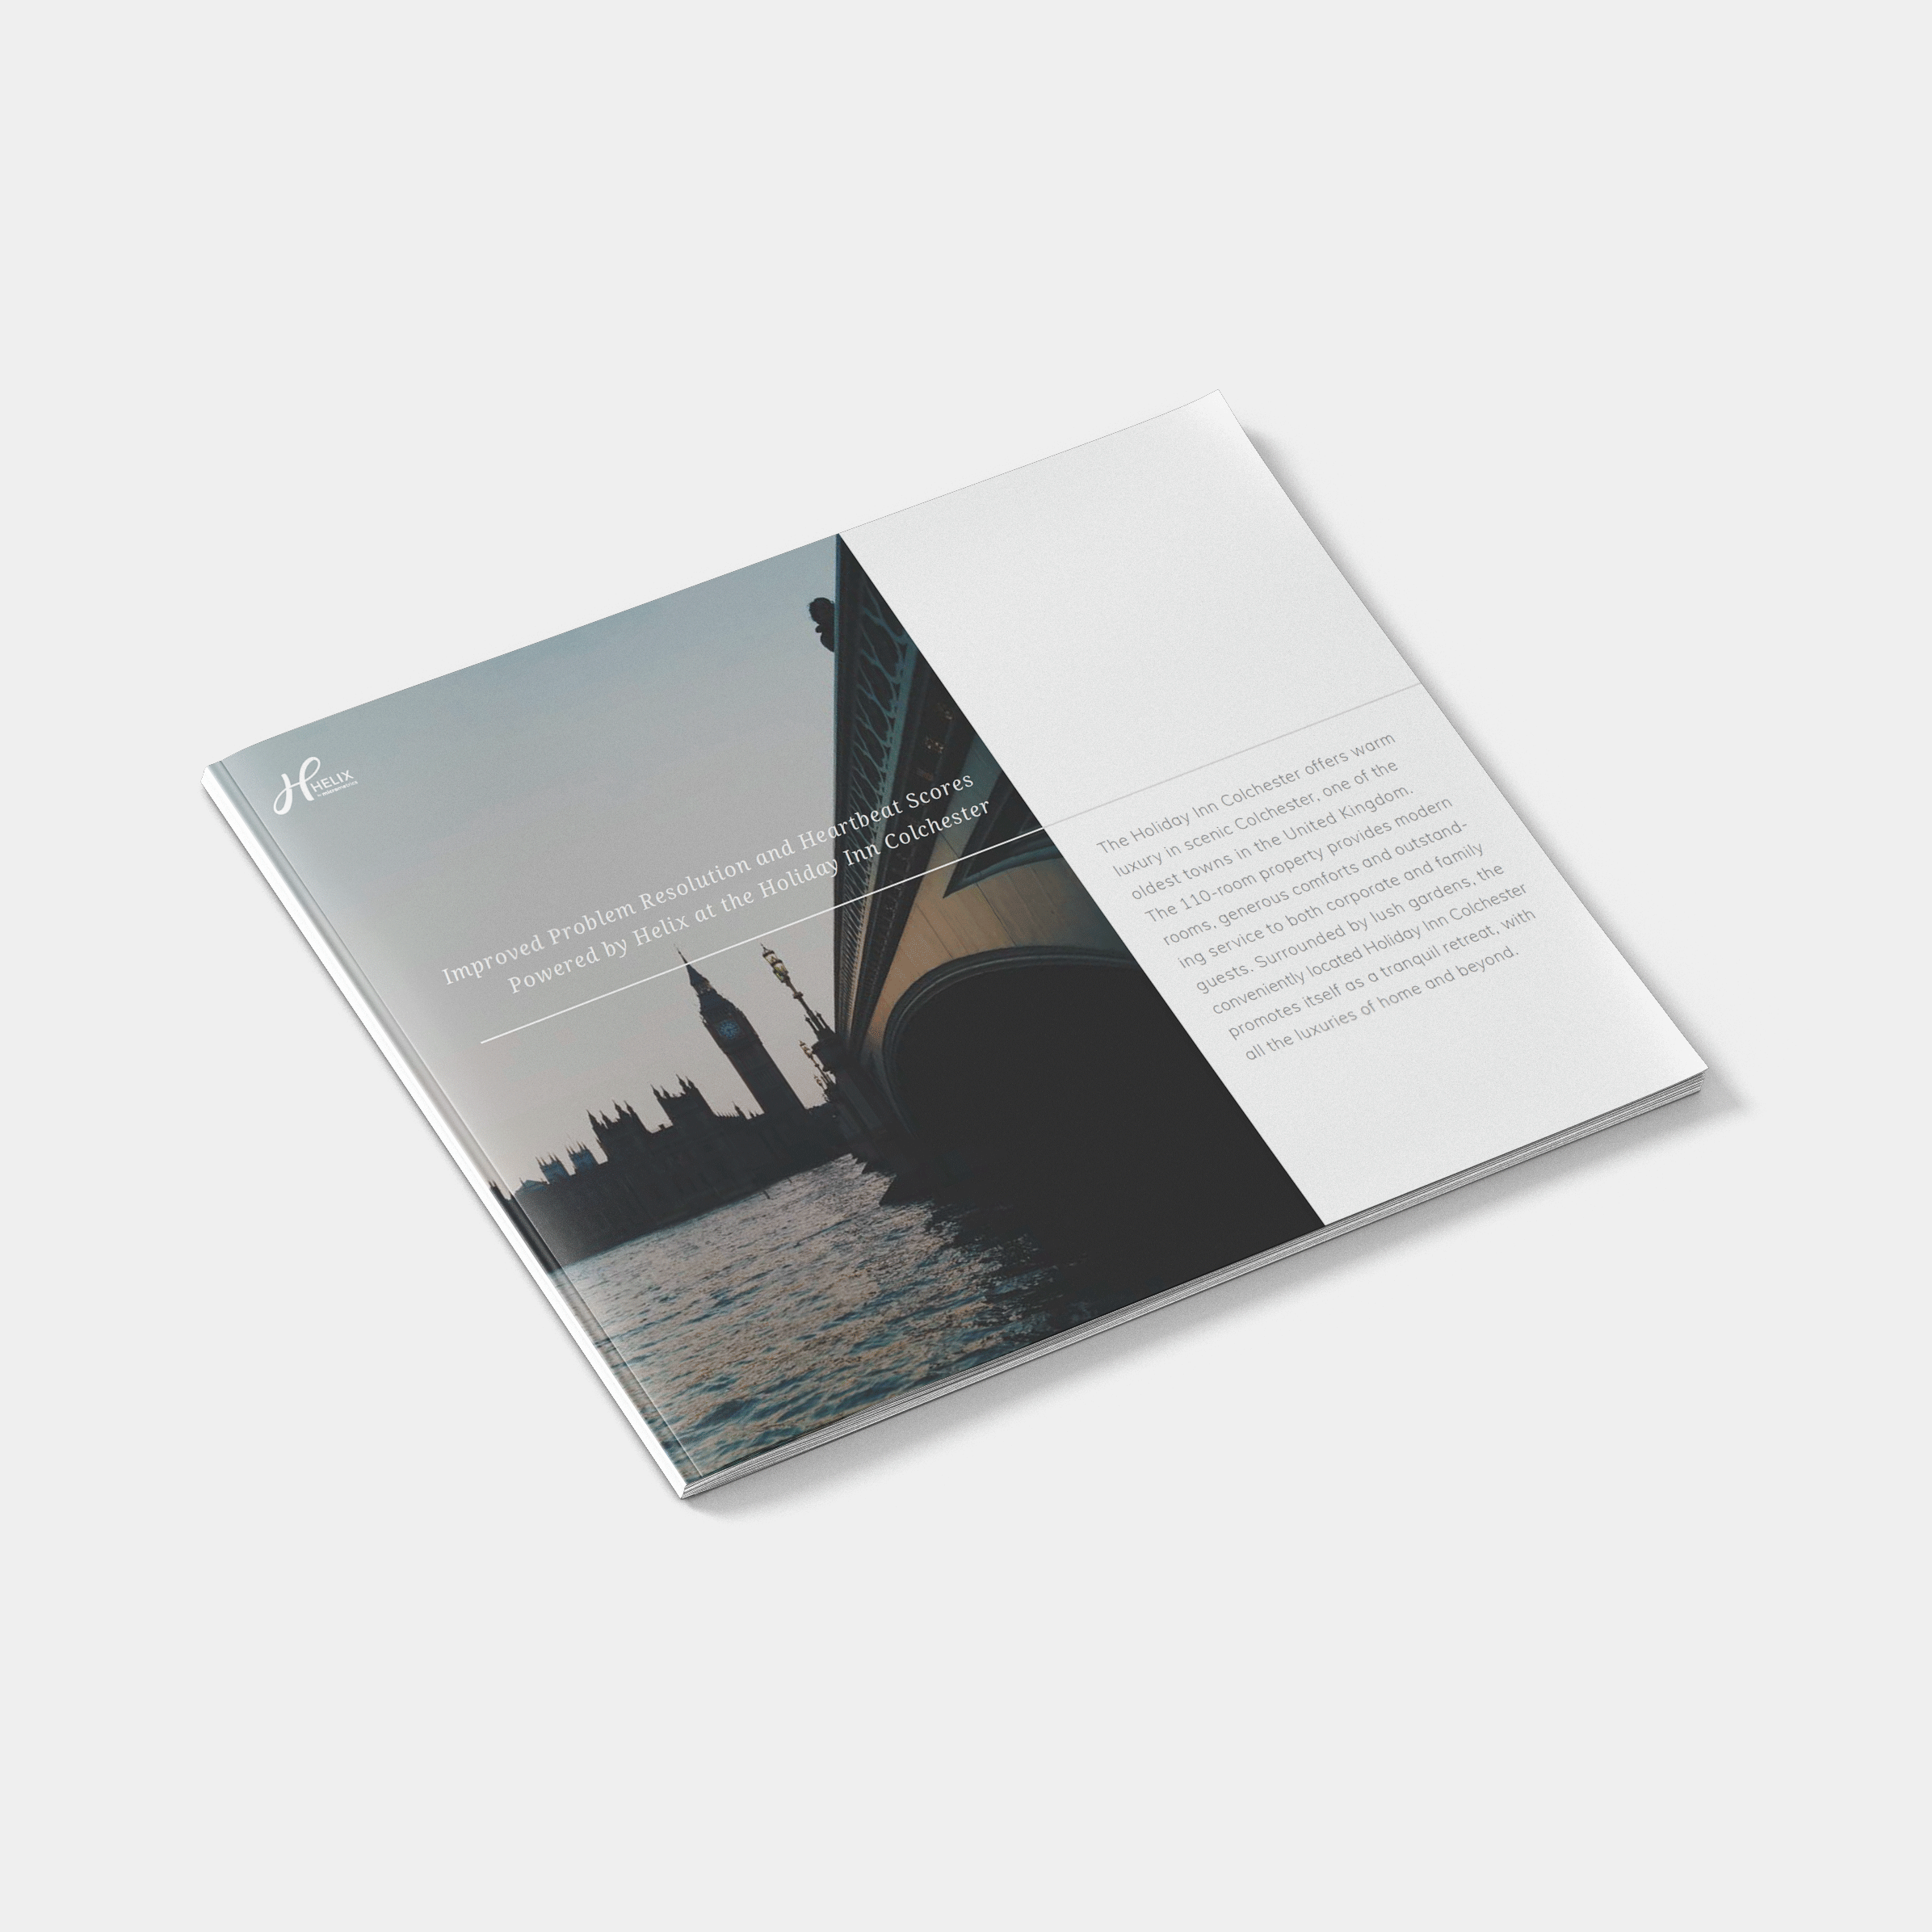 HELIX
Improved Problem Resolution and Heartbeat Scores
Powered by Helix at the Holiday Inn Colchester
The Holiday Inn Colchester offers warm
luxury in scenic Colchester, one of the
oldest towns in the United Kingdom.
The 110-room property provides modern
rooms, generous comforts and outstand-
ing service to both corporate and family
guests. Surrounded by lush gardens, the
conveniently located Holiday Inn Colchester
promotes itself as a tranquil retreat, with
all the luxuries of home and beyond.